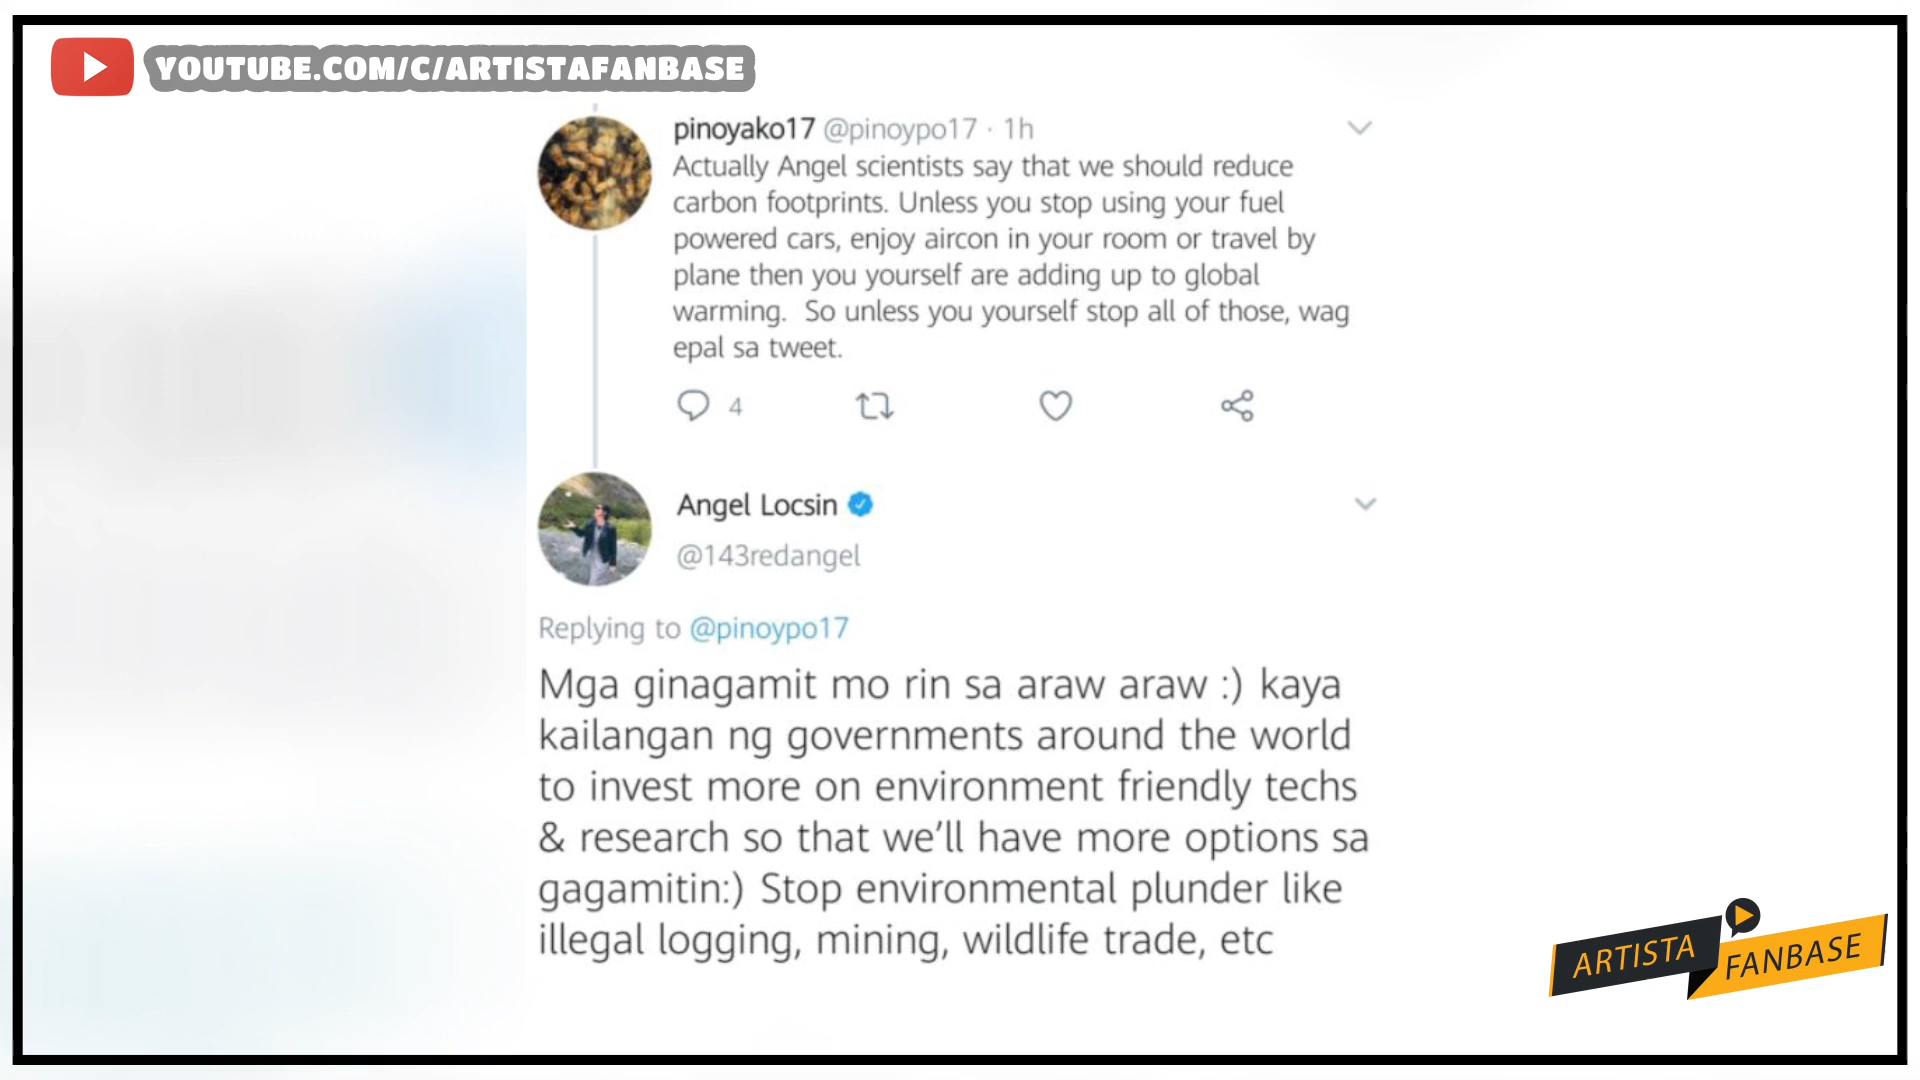 YOUTUBE.COM/C/ARTISTAFANBASE
pinoyako17 @pinoypo17 · 1h
Actually Angel scientists say that we should reduce
carbon footprints. Unless you stop using your fuel
powered cars, enjoy aircon in your room or travel by
plane then you yourself are adding up to global
warming.  So unless you yourself stop all of those, wag
epal sa tweet.
4
Angel Locsin
@143redangel
Replying to @pinoypo17
Mga ginagamit mo rin sa araw araw :) kaya
kailangan ng governments around the world
to invest more on environment friendly techs
& research so that we’ll have more options sa
gagamitin:) Stop environmental plunder like
illegal logging, mining, wildlife trade, etc
ARTISTA
FANBASE